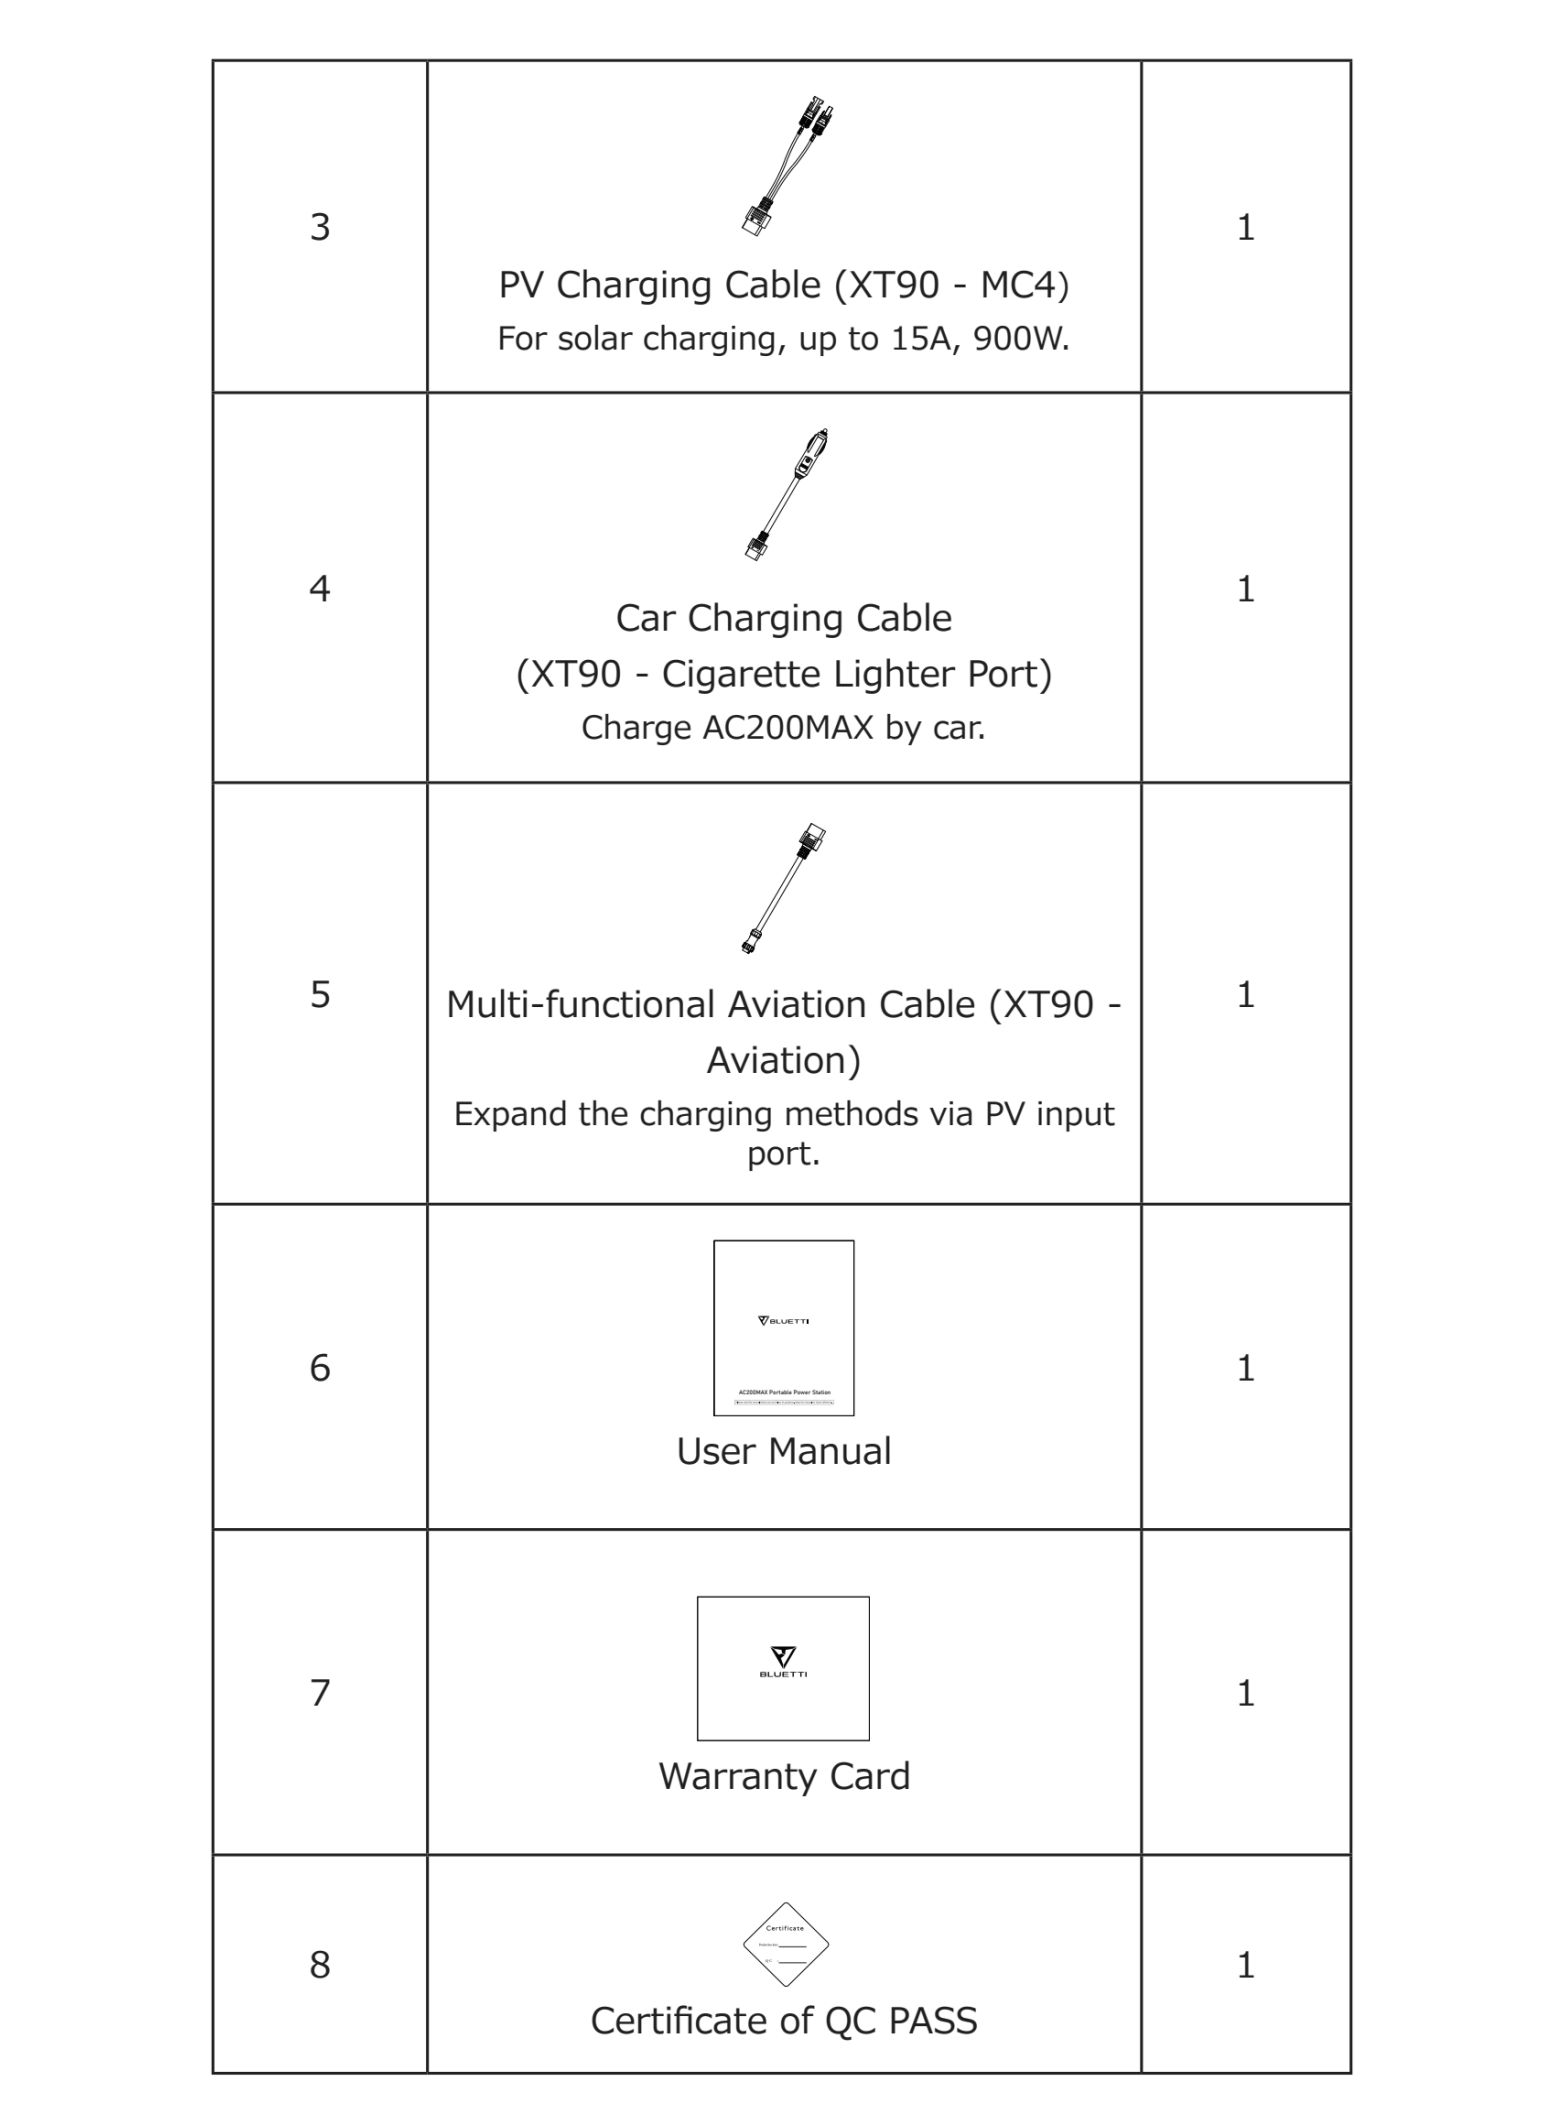 3
PV Charging Cable (XT90 - MC4)
For solar charging, up to 15A, 900W.
1
4
Car Charging Cable
(XT90 - Cigarette Lighter Port)
Charge AC200MAX by car.
1
5
Multi-functional Aviation Cable (XT90 -
Aviation)
Expand the charging methods via PV input
port.
1
6
BLUETTI
AC200MAX Portable Power Station
User Manual
1
7
BLUETTI
Warranty Card
1
8
Certificate
QC
Certificate of QC PASS
1